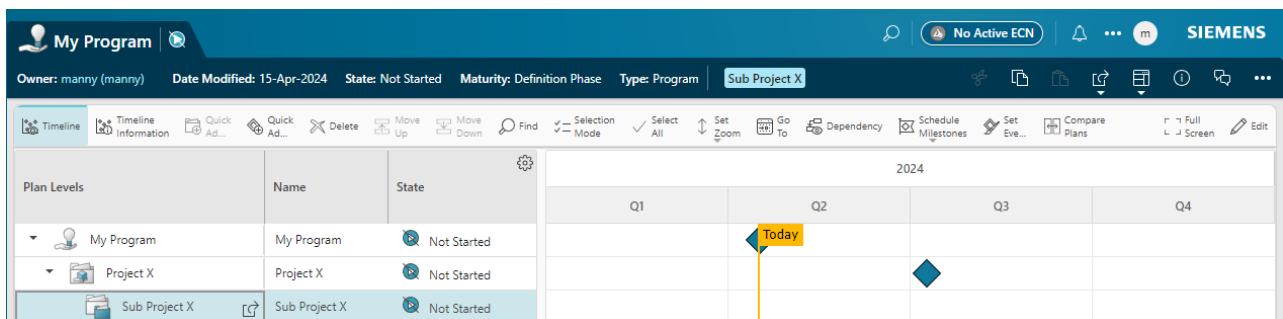 My Program
No Active ECN
m
SIEMENS
Owner: manny (manny) Date Modified: 15-Apr-2024 State: Not Started Maturity: Definition Phase Type: Program Sub Project X
Timeline
Timeline Information
Quick Ad...
Quick Ad...
Delete
Move Up
Move Down
Find
Selection Mode
Select All
Set Zoom
Go To
Dependency
Schedule Milestones
Set Eve...
Compare Plans
Full Screen
Edit
Plan Levels Name State
2024
Q1 Q2 Q3 Q4
My Program My Program Not Started
Today
Project X Project X Not Started
Sub Project X Sub Project X Not Started